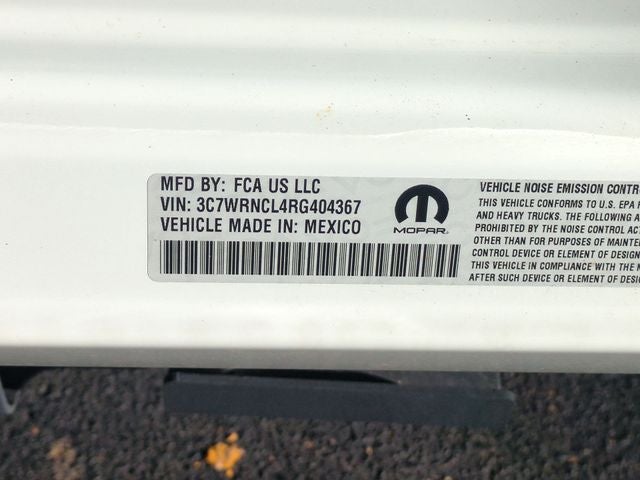 MFD BY: FCA US LLC
VIN: 3C7WRNCL4RG404367
VEHICLE MADE IN: MEXICO
MOPAR
VEHICLE NOISE EMISSION CONTR
THIS VEHICLE CONFORMS TO U.S. EPA
AND HEAVY TRUCKS. THE FOLLOWING A
PROHIBITED BY THE NOISE CONTROL ACT
OTHER THAN FOR PURPOSES OF MAINTE
CONTROL DEVICE OR ELEMENT OF DESIGN
THIS VEHICLE IN COMPLIANCE WITH THE
AFTER SUCH DEVICE OR ELEMENT OF DESIG